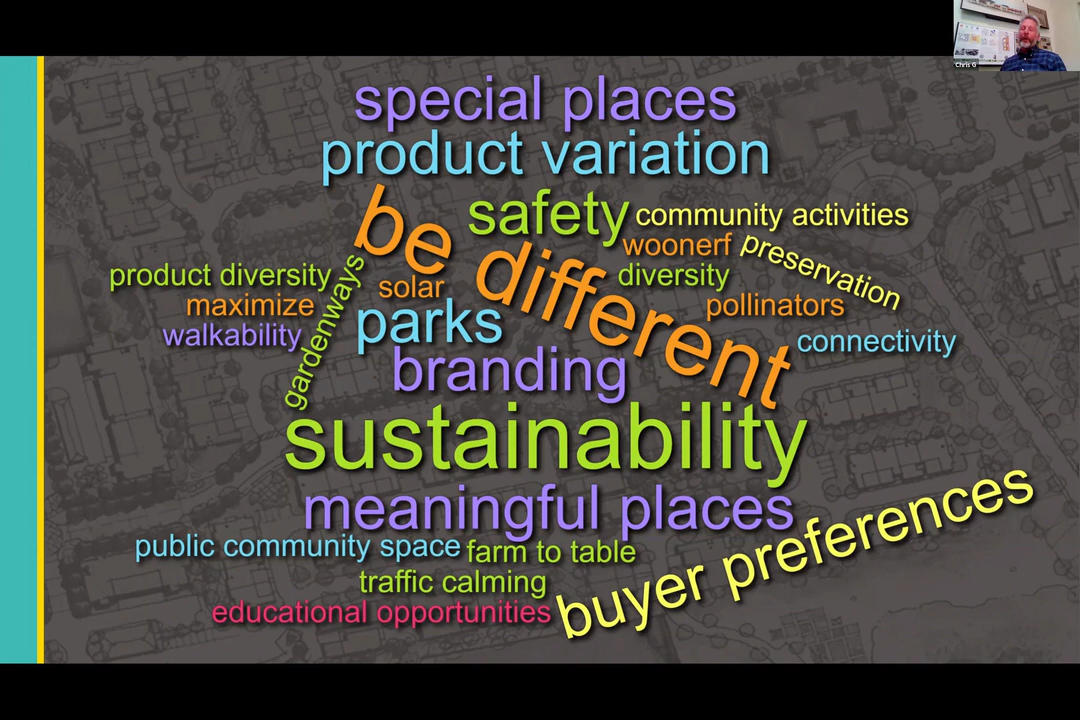 Chris G
special places
product variation
be different
safety
community activities
woonerf
preservation
product diversity
gardenways
solar
diversity
maximize
pollinators
walkability
parks
connectivity
branding
sustainability
meaningful places
buyer preferences
public community space
farm to table
traffic calming
educational opportunities